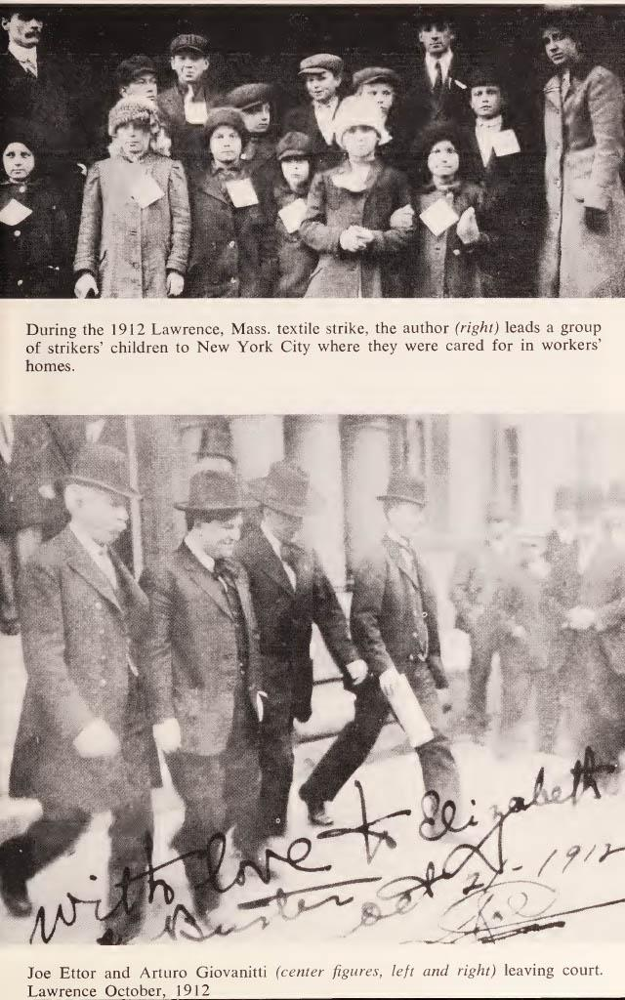 During the 1912 Lawrence, Mass. textile strike, the author (right) leads a group
of strikers' children to New York City where they were cared for in workers'
homes.
with love to Elizabeth
Buster Oct 21-1912
Joe Ettor and Arturo Giovanitti (center figures, left and right) leaving court.
Lawrence October, 1912